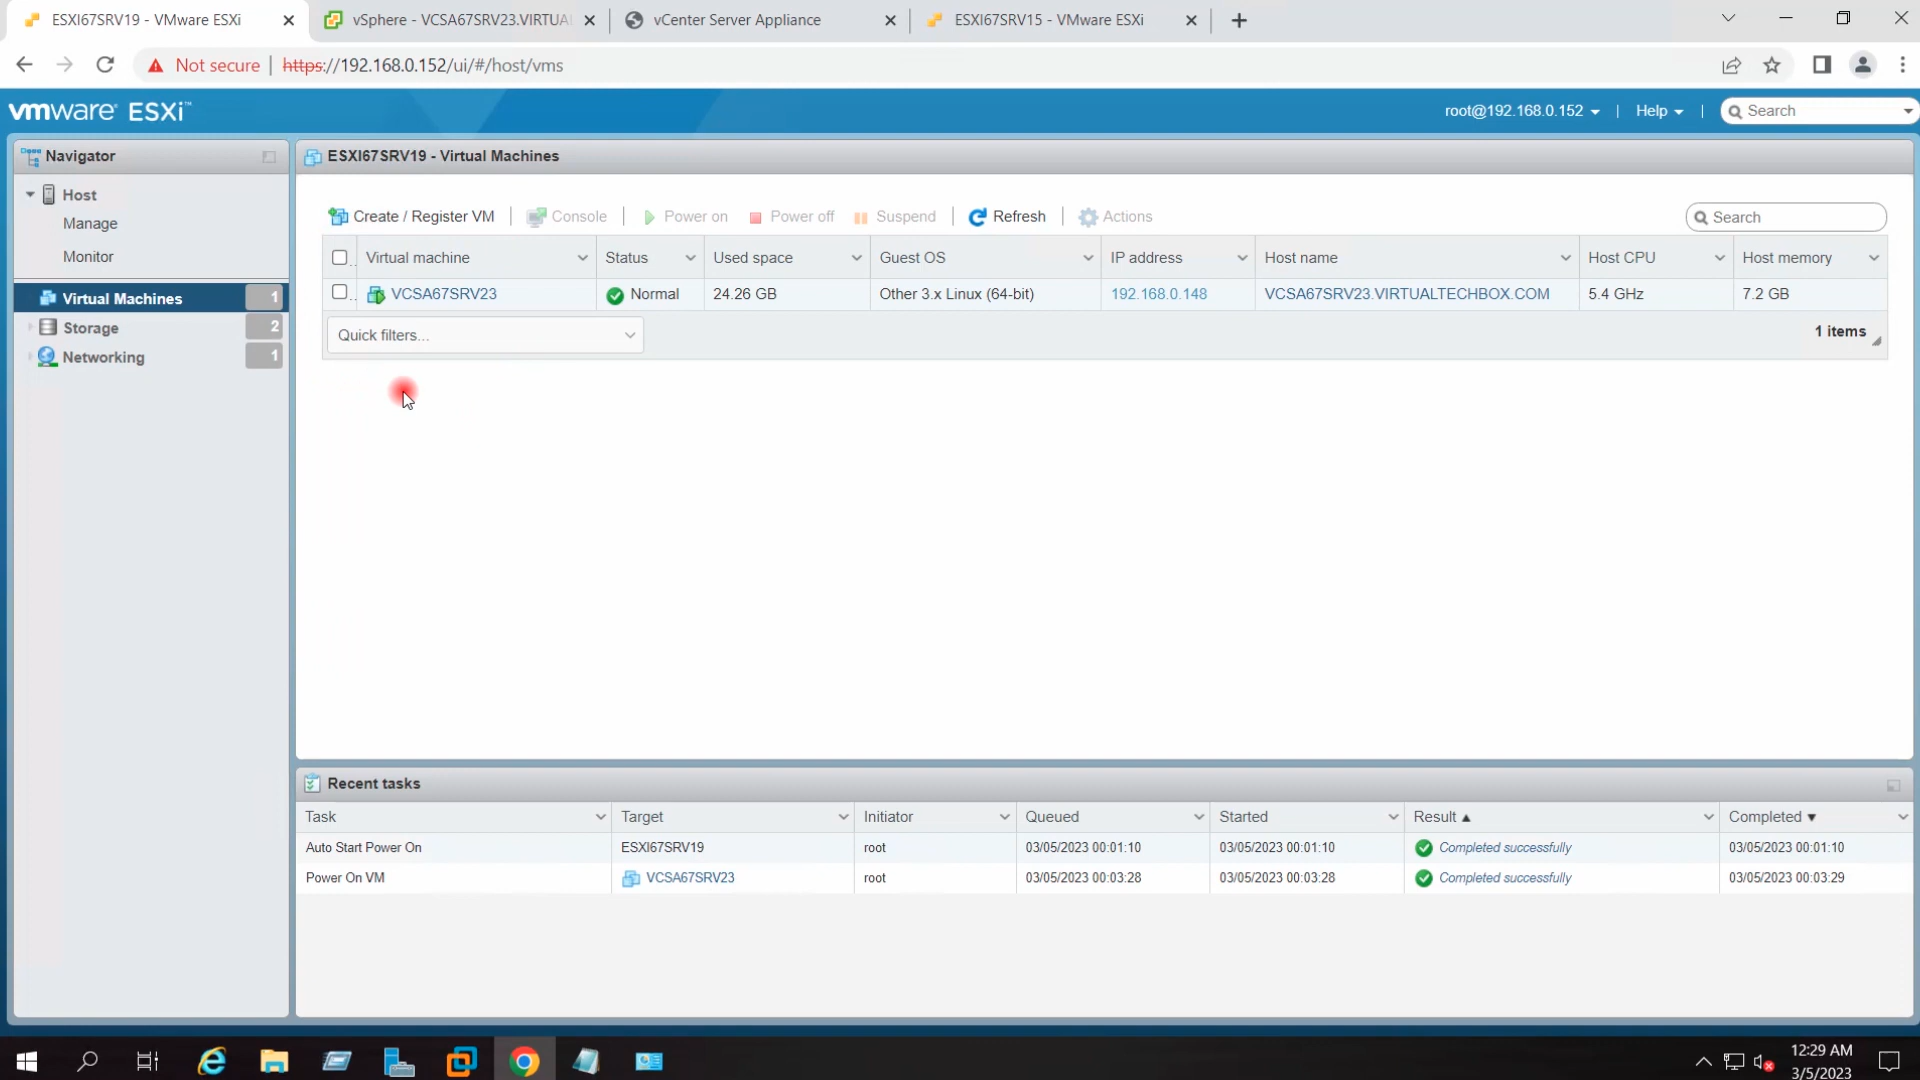 ESXI67SRV19 - VMware ESXi
vSphere - VCSA67SRV23.VIRTUAL
vCenter Server Appliance
ESXI67SRV15 - VMware ESXi
Not secure | https://192.168.0.152/ui/#/host/vms
vmware ESXi™
root@192.168.0.152 | Help | Search
Navigator
Host
Manage
Monitor
Virtual Machines 1
Storage 2
Networking 1
ESXI67SRV19 - Virtual Machines
Create / Register VM | Console | Power on Power off Suspend | Refresh | Actions Search
Virtual machine Status Used space Guest OS IP address Host name Host CPU Host memory
VCSA67SRV23 Normal 24.26 GB Other 3.x Linux (64-bit) 192.168.0.148 VCSA67SRV23.VIRTUALTECHBOX.COM 5.4 GHz 7.2 GB
Quick filters... 1 items
Recent tasks
Task Target Initiator Queued Started Result ▲ Completed ▼
Auto Start Power On ESXI67SRV19 root 03/05/2023 00:01:10 03/05/2023 00:01:10 Completed successfully 03/05/2023 00:01:10
Power On VM VCSA67SRV23 root 03/05/2023 00:03:28 03/05/2023 00:03:28 Completed successfully 03/05/2023 00:03:29
12:29 AM
3/5/2023